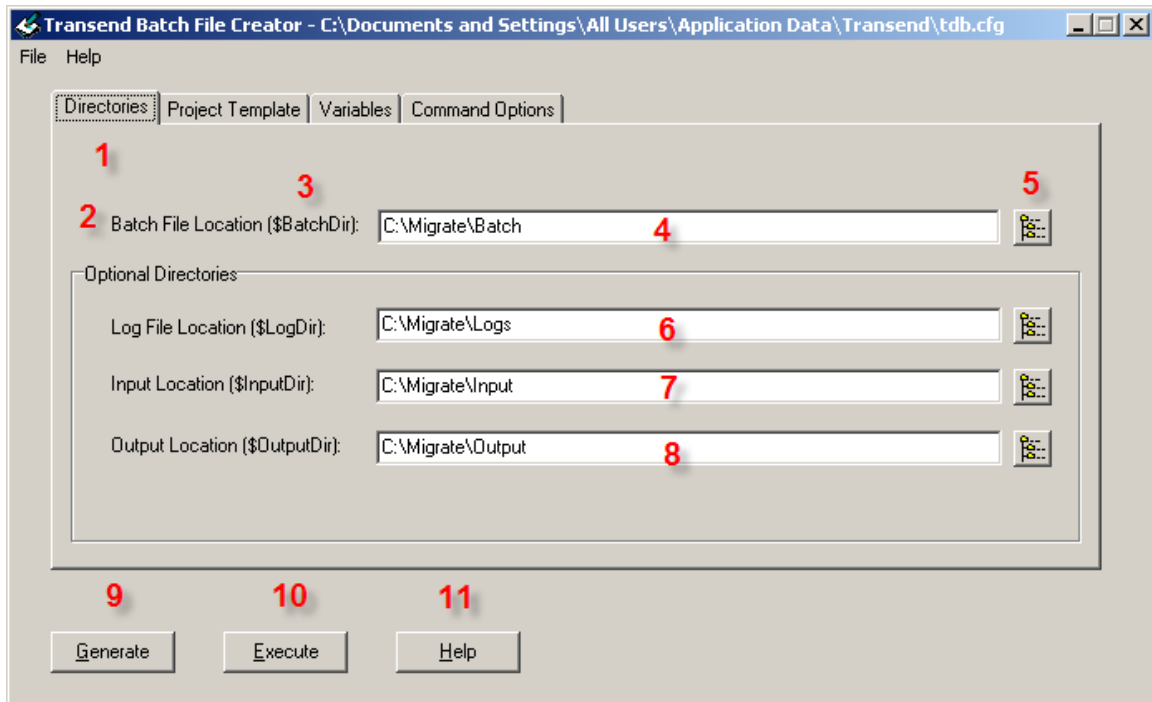 Transend Batch File Creator - C:\Documents and Settings\All Users\Application Data\Transend\tdb.cfg
File Help
Directories Project Template Variables Command Options
1
3 5
2 Batch File Location ($BatchDir): C:\Migrate\Batch 4
Optional Directories
Log File Location ($LogDir): C:\Migrate\Logs 6
Input Location ($InputDir): C:\Migrate\Input 7
Output Location ($OutputDir): C:\Migrate\Output 8
9 10 11
Generate Execute Help